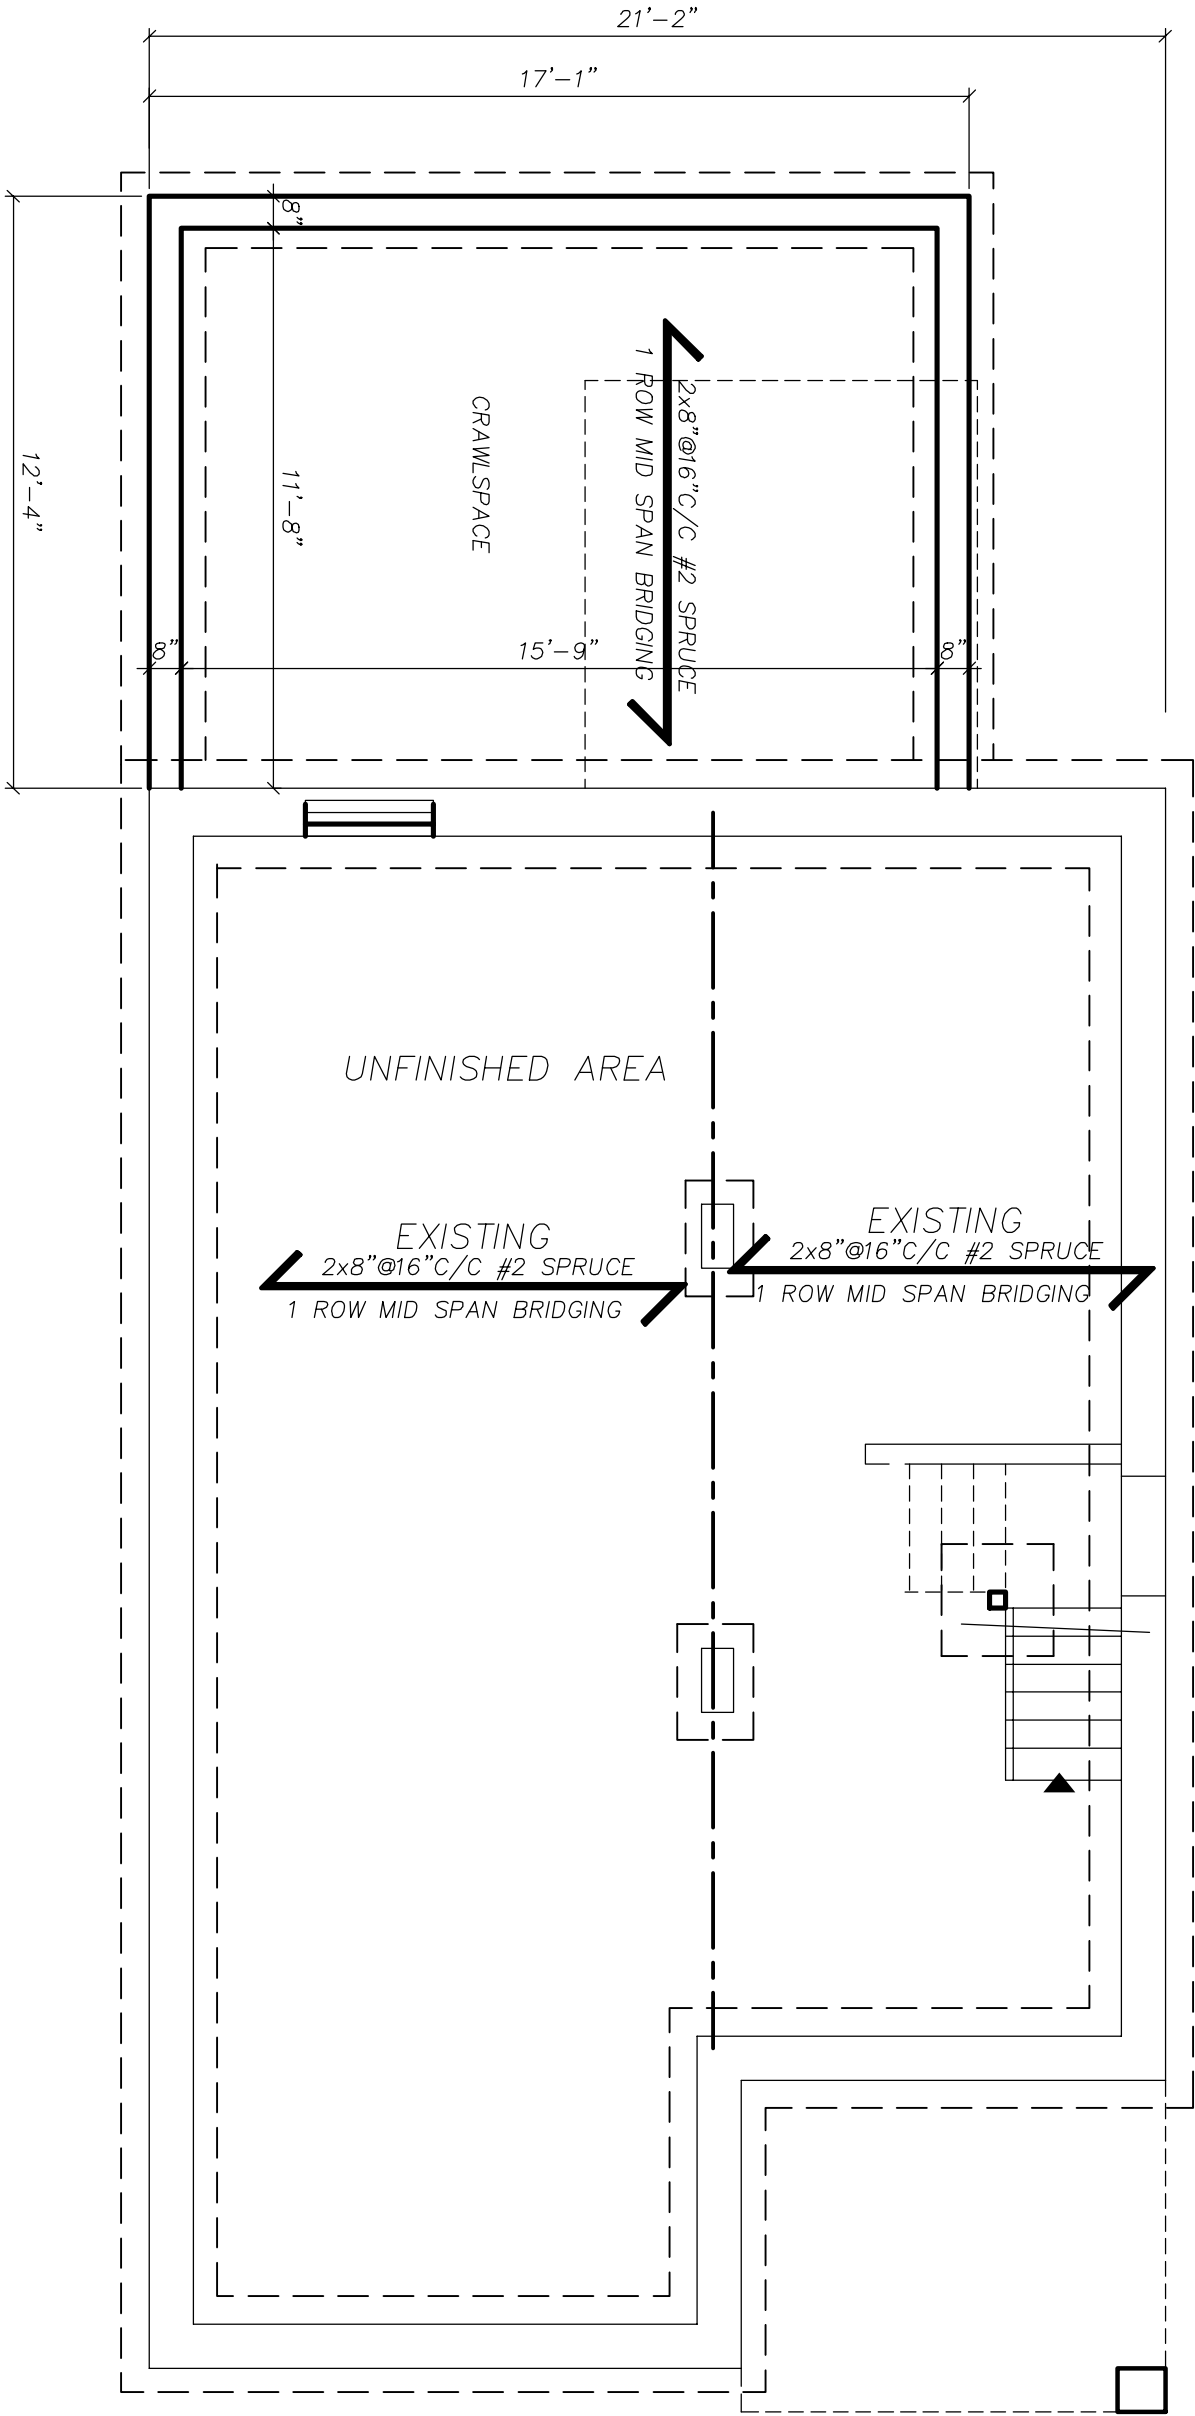 21'-2"
17'-1"
8"
2x8"@16"C/C #2 SPRUCE
1 ROW MID SPAN BRIDGING
CRAWLSPACE
11'-8"
12'-4"
8"
15'-9"
8"
UNFINISHED AREA
EXISTING
2x8"@16"C/C #2 SPRUCE
1 ROW MID SPAN BRIDGING
EXISTING
2x8"@16"C/C #2 SPRUCE
1 ROW MID SPAN BRIDGING